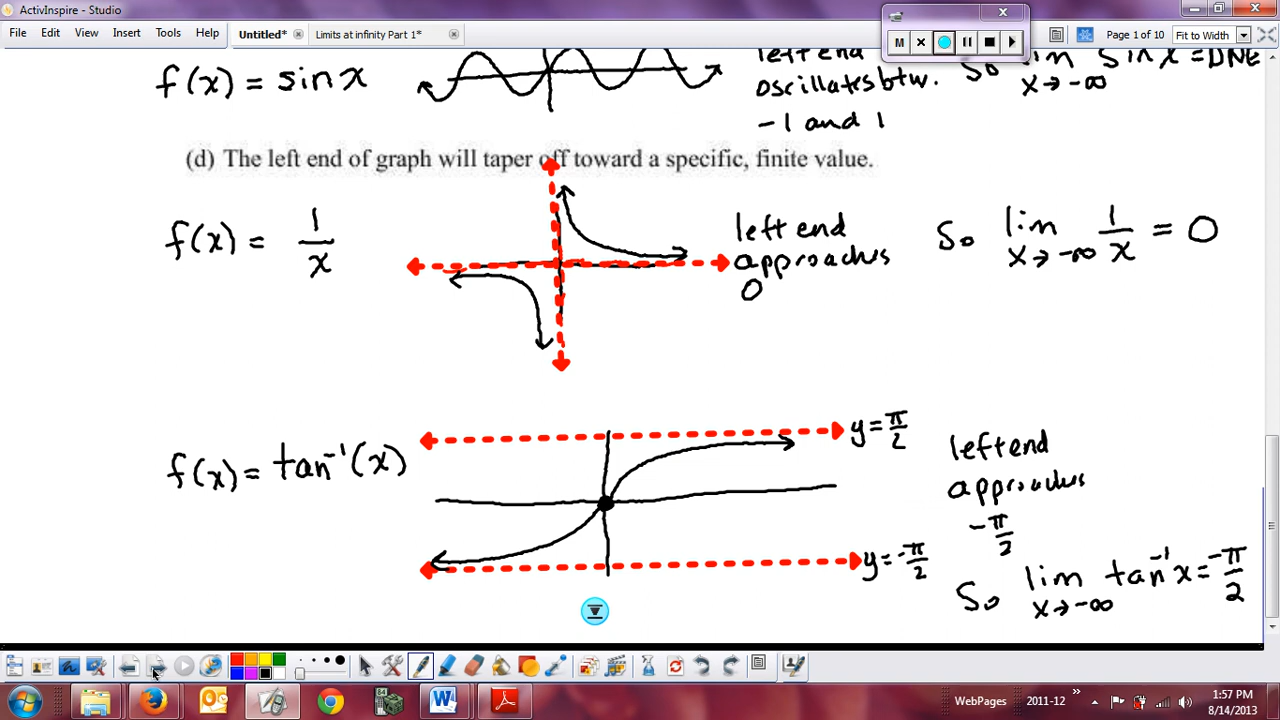 ActivInspire - Studio
File Edit View Insert Tools Help
Untitled*
Limits at infinity Part 1*
Page 1 of 10
Fit to Width
M
f(x) = sin x
left end
oscillates btw.
-1 and 1
So lim sin x = DNE
x→-∞
(d) The left end of graph will taper off toward a specific, finite value.
f(x) = 1/x
left end
approaches
0
So lim 1/x = 0
x→-∞
f(x) = tan⁻¹(x)
y = π/2
y = -π/2
left end
approaches
-π/2
So lim tan⁻¹x = -π/2
x→-∞
WebPages
2011-12
1:57 PM
8/14/2013